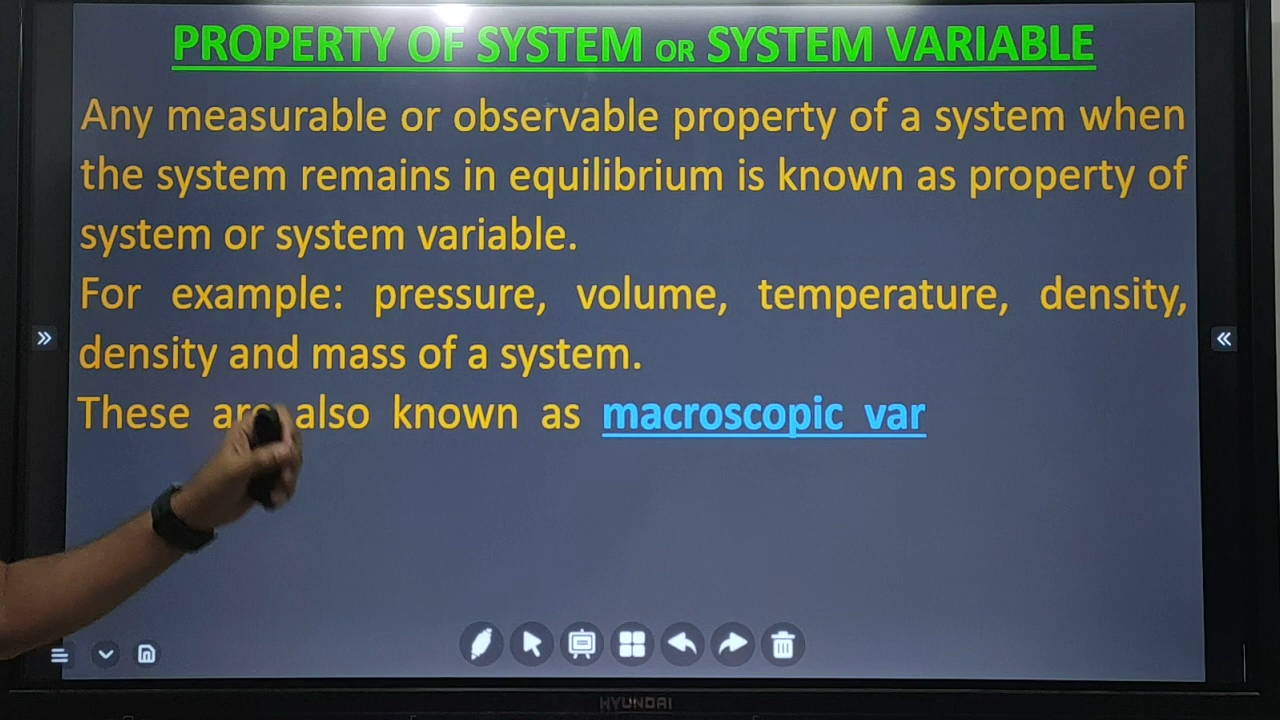 PROPERTY OF SYSTEM OR SYSTEM VARIABLE
Any measurable or observable property of a system when
the system remains in equilibrium is known as property of
system or system variable.
For example: pressure, volume, temperature, density,
density and mass of a system.
These are also known as macroscopic var
HYUNDAI